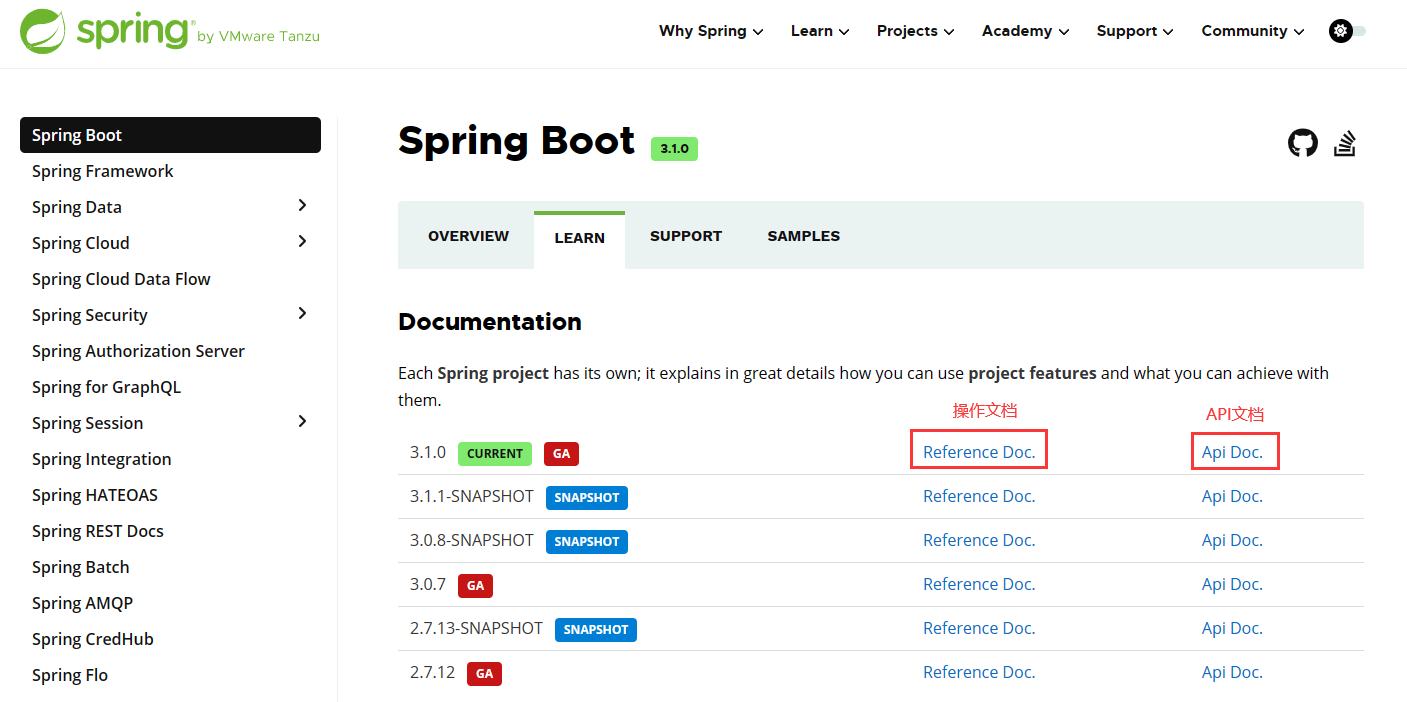 spring by VMware Tanzu
Why Spring Learn Projects Academy Support Community
Spring Boot
Spring Framework
Spring Data
Spring Cloud
Spring Cloud Data Flow
Spring Security
Spring Authorization Server
Spring for GraphQL
Spring Session
Spring Integration
Spring HATEOAS
Spring REST Docs
Spring Batch
Spring AMQP
Spring CredHub
Spring Flo
Spring Boot 3.1.0
OVERVIEW LEARN SUPPORT SAMPLES
Documentation
Each Spring project has its own; it explains in great details how you can use project features and what you can achieve with
them.
操作文档 API文档
3.1.0 CURRENT GA Reference Doc. Api Doc.
3.1.1-SNAPSHOT SNAPSHOT Reference Doc. Api Doc.
3.0.8-SNAPSHOT SNAPSHOT Reference Doc. Api Doc.
3.0.7 GA Reference Doc. Api Doc.
2.7.13-SNAPSHOT SNAPSHOT Reference Doc. Api Doc.
2.7.12 GA Reference Doc. Api Doc.